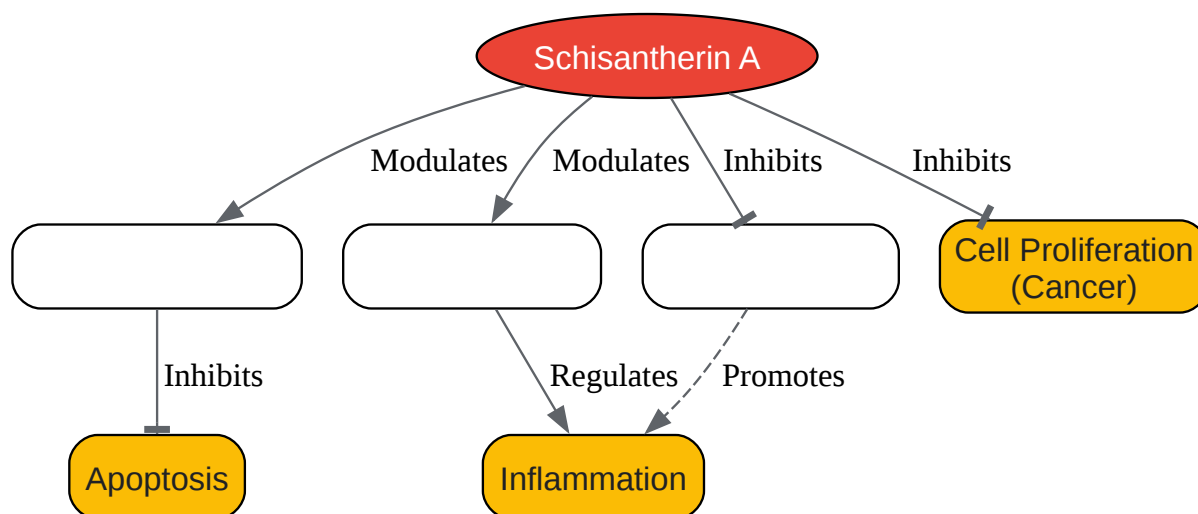 Schisantherin A
Modulates
Modulates
Inhibits
Inhibits
Cell Proliferation
(Cancer)
Inhibits
Regulates
Promotes
Apoptosis
Inflammation